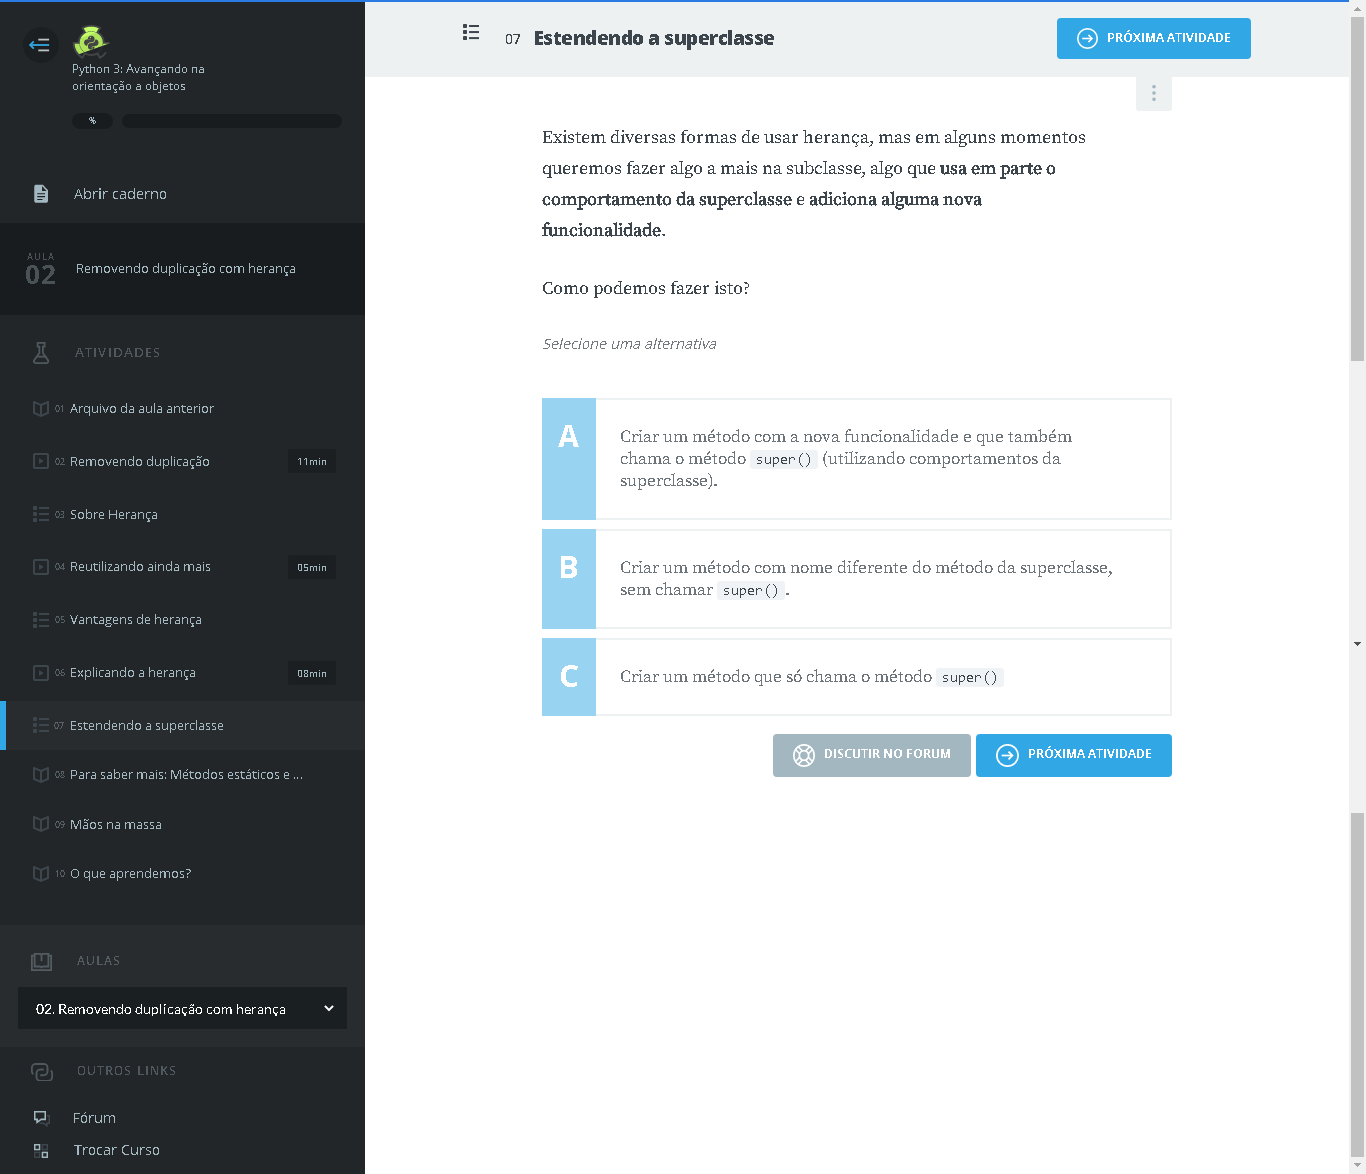 Python 3: Avançando na
orientação a objetos
%
Abrir caderno
AULA
02
Removendo duplicação com herança
ATIVIDADES
01 Arquivo da aula anterior
02 Removendo duplicação 11min
03 Sobre Herança
04 Reutilizando ainda mais 05min
05 Vantagens de herança
06 Explicando a herança 08min
07 Estendendo a superclasse
08 Para saber mais: Métodos estáticos e ...
09 Mãos na massa
10 O que aprendemos?
AULAS
02. Removendo duplicação com herança
OUTROS LINKS
Fórum
Trocar Curso
07 Estendendo a superclasse
PRÓXIMA ATIVIDADE
Existem diversas formas de usar herança, mas em alguns momentos
queremos fazer algo a mais na subclasse, algo que usa em parte o
comportamento da superclasse e adiciona alguma nova
funcionalidade.
Como podemos fazer isto?
Selecione uma alternativa
A
Criar um método com a nova funcionalidade e que também
chama o método super() (utilizando comportamentos da
superclasse).
B
Criar um método com nome diferente do método da superclasse,
sem chamar super().
C
Criar um método que só chama o método super()
DISCUTIR NO FORUM
PRÓXIMA ATIVIDADE